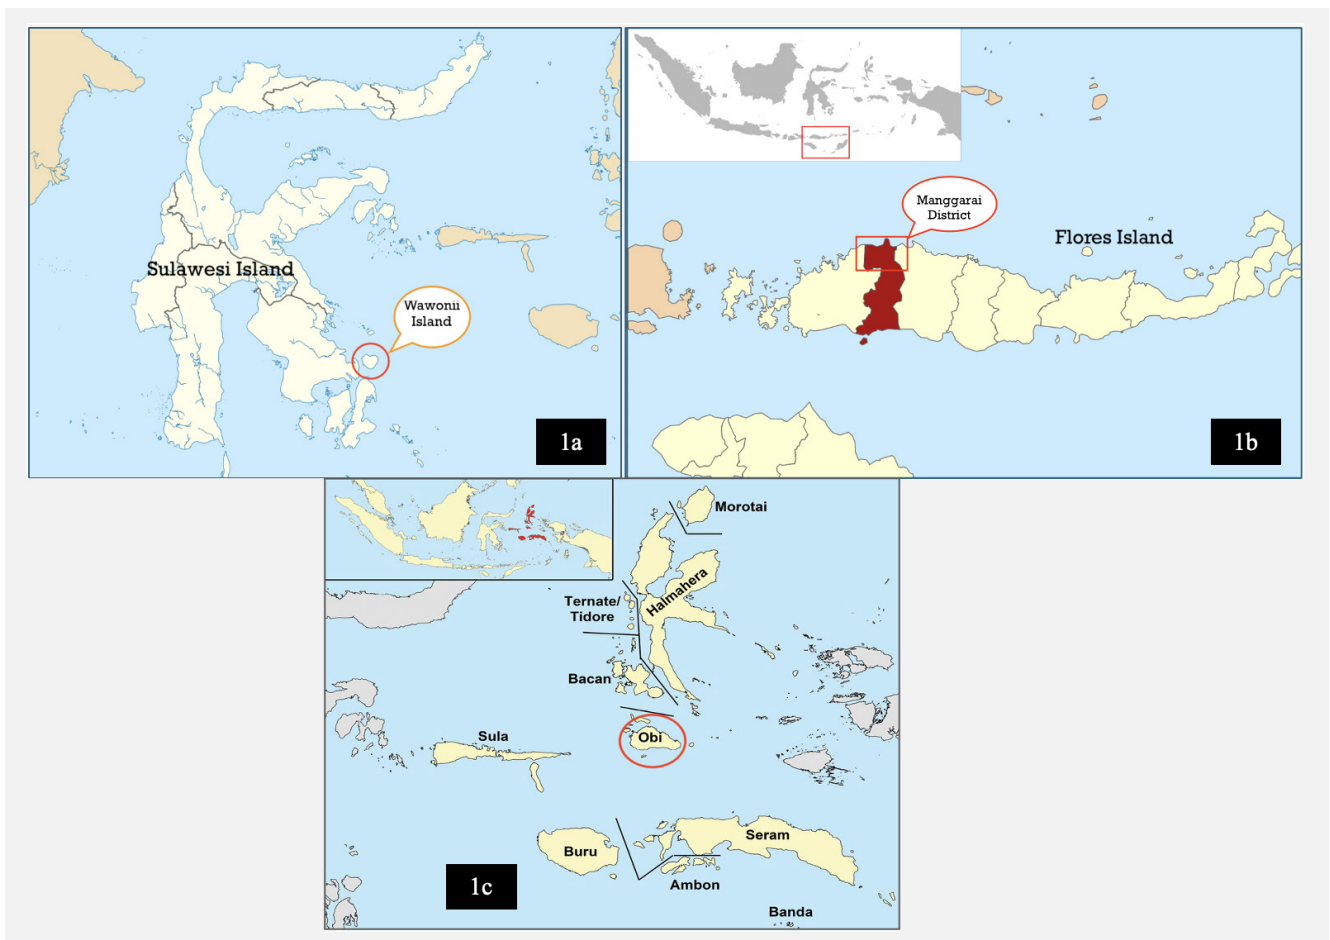 Sulawesi Island
Wawonii
Island
1a
Manggarai
District
Flores Island
1b
Morotai
Halmahera
Ternate/
Tidore
Bacan
Obi
Sula
Seram
Buru
Ambon
1c
Banda